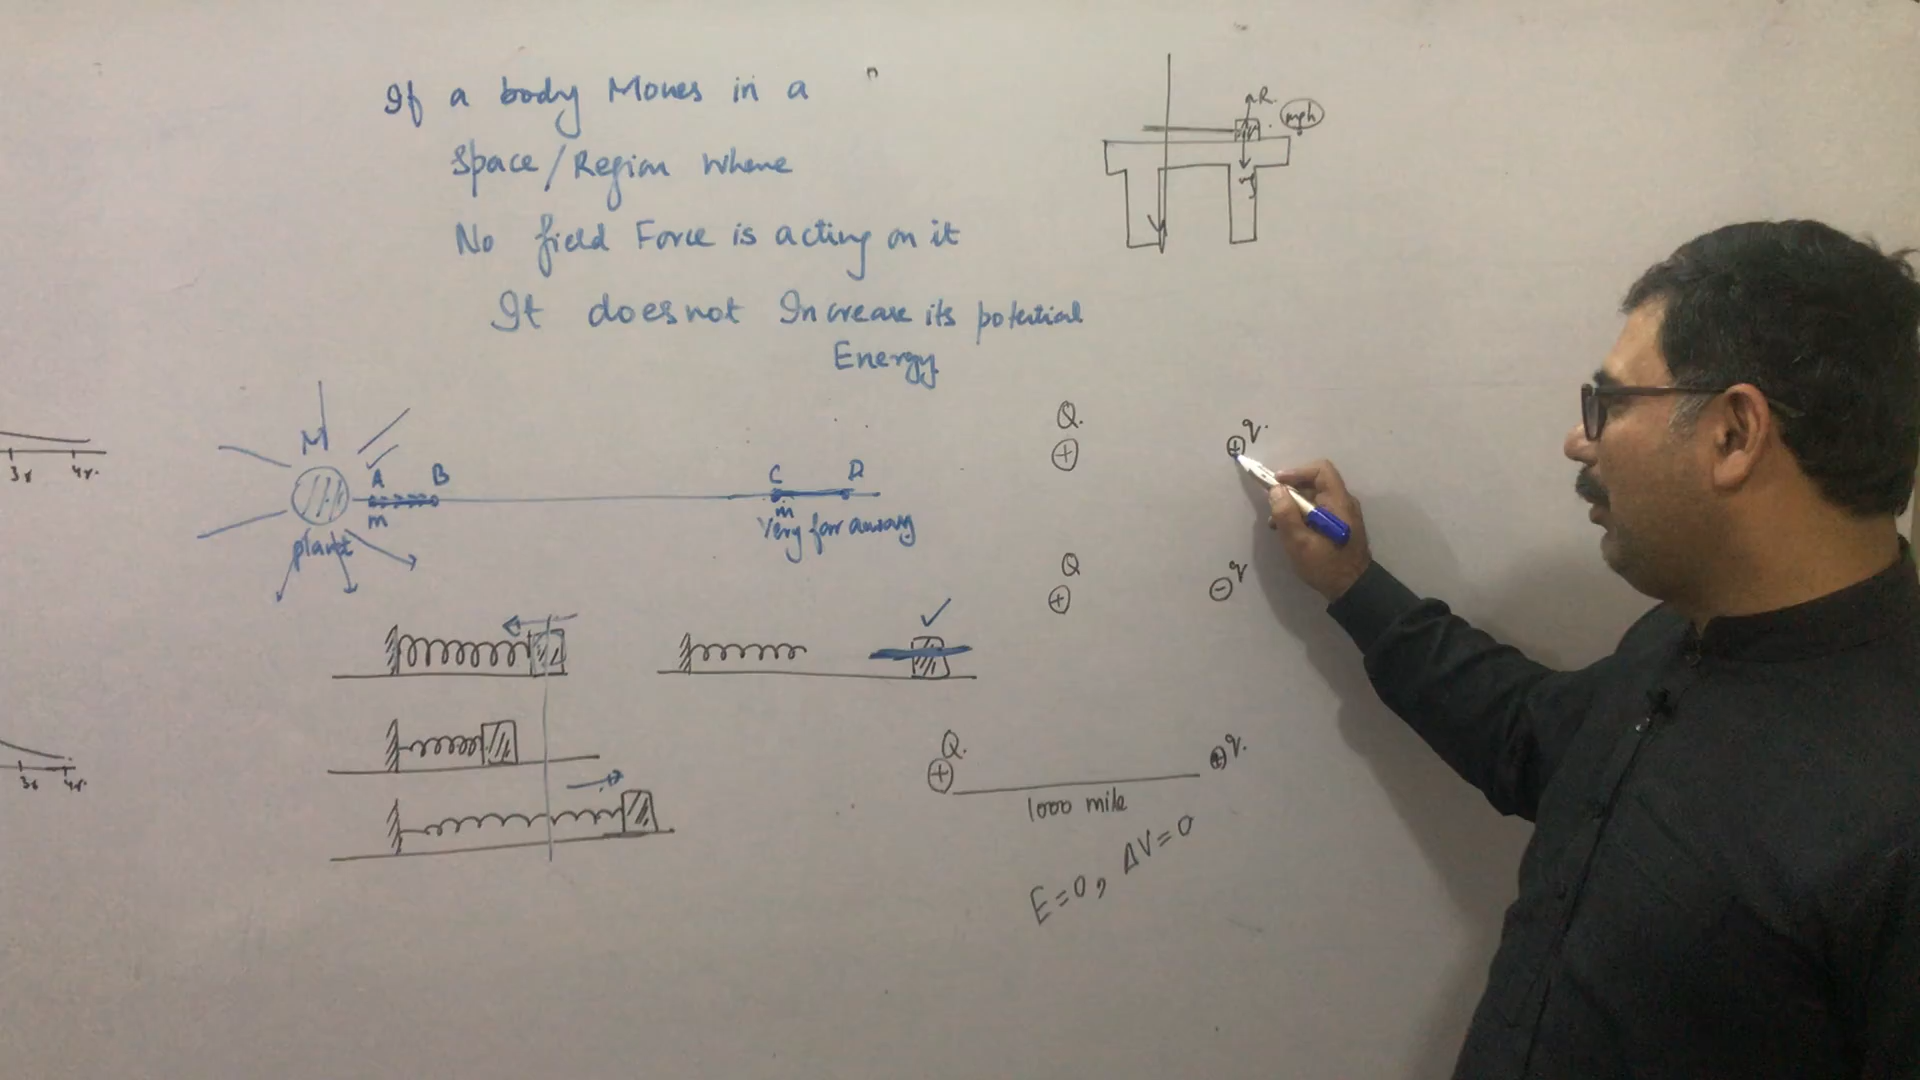 If a body Moves in a
Space/Region Where
No field Force is acting on it
It does not Increase its potential
Energy
R.
mgh
mg
M
A
B
m
C
D
m
Very far away
planet
Q.
+
+
q.
Q
+
-
q
Q.
+
+
q.
1000 mile
E=0, ΔV=0
3r
4r.
3r
4r.